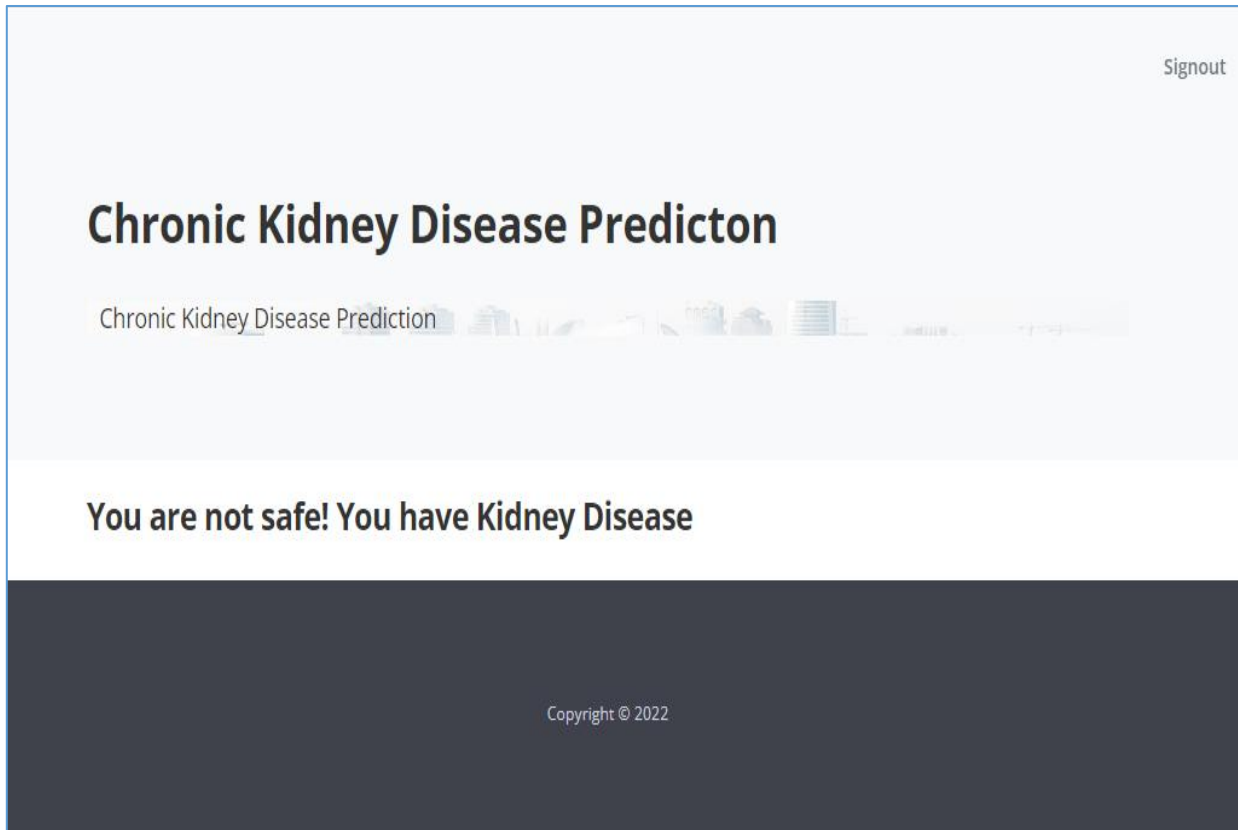 Signout
Chronic Kidney Disease Predicton
Chronic Kidney Disease Prediction
You are not safe! You have Kidney Disease
Copyright © 2022